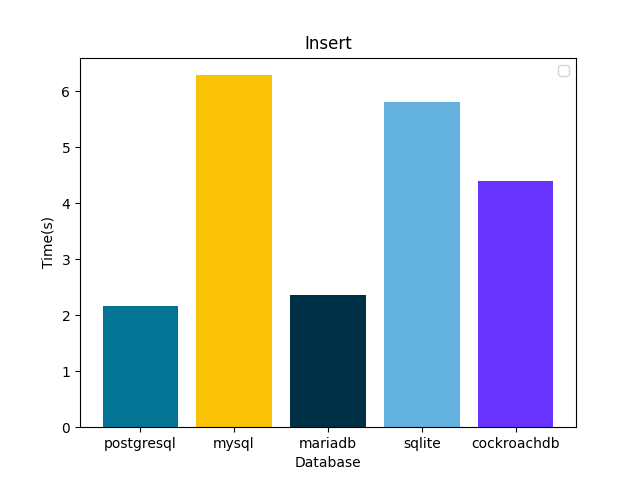 Insert
Time(s)
6
5
4
3
2
1
0
postgresql mysql mariadb sqlite cockroachdb
Database